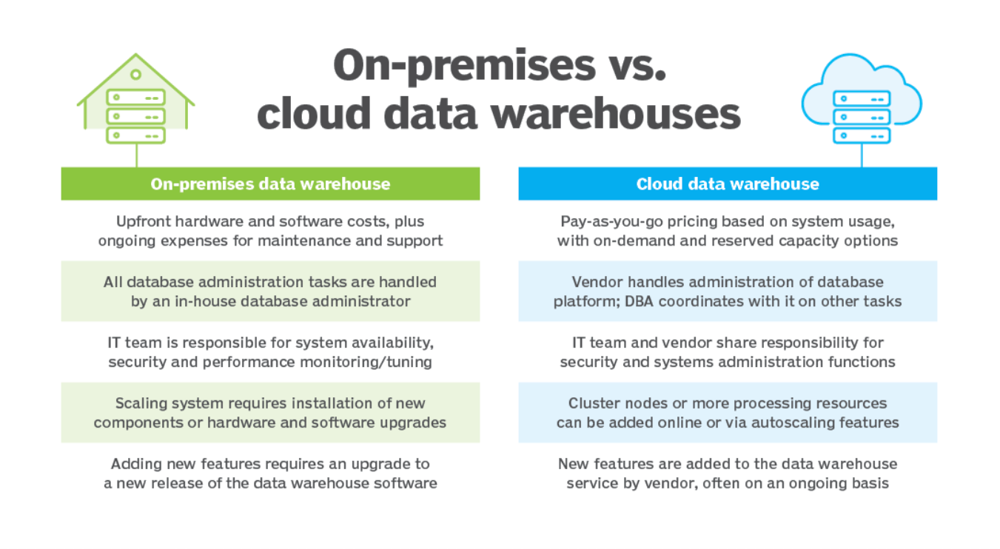 On-premises vs.
cloud data warehouses
On-premises data warehouse
Upfront hardware and software costs, plus
ongoing expenses for maintenance and support
All database administration tasks are handled
by an in-house database administrator
IT team is responsible for system availability,
security and performance monitoring/tuning
Scaling system requires installation of new
components or hardware and software upgrades
Adding new features requires an upgrade to
a new release of the data warehouse software
Cloud data warehouse
Pay-as-you-go pricing based on system usage,
with on-demand and reserved capacity options
Vendor handles administration of database
platform; DBA coordinates with it on other tasks
IT team and vendor share responsibility for
security and systems administration functions
Cluster nodes or more processing resources
can be added online or via autoscaling features
New features are added to the data warehouse
service by vendor, often on an ongoing basis